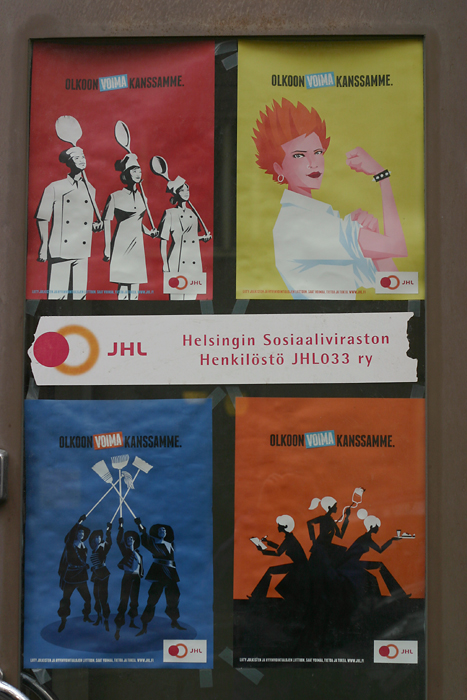 OLKOON VOIMA KANSSAMME.
JHL
OLKOON VOIMA KANSSAMME.
JHL
JHL
Helsingin Sosiaaliviraston
Henkilöstö JHL033 ry
OLKOON VOIMA KANSSAMME.
JHL
OLKOON VOIMA KANSSAMME.
JHL